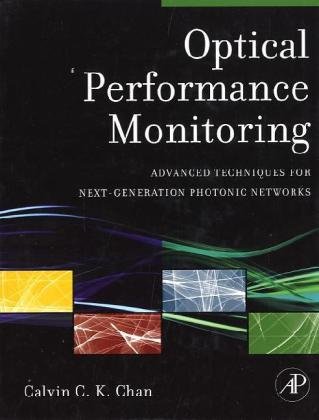 Optical
Performance
Monitoring
ADVANCED TECHNIQUES FOR
NEXT-GENERATION PHOTONIC NETWORKS
Calvin C. K. Chan
AP